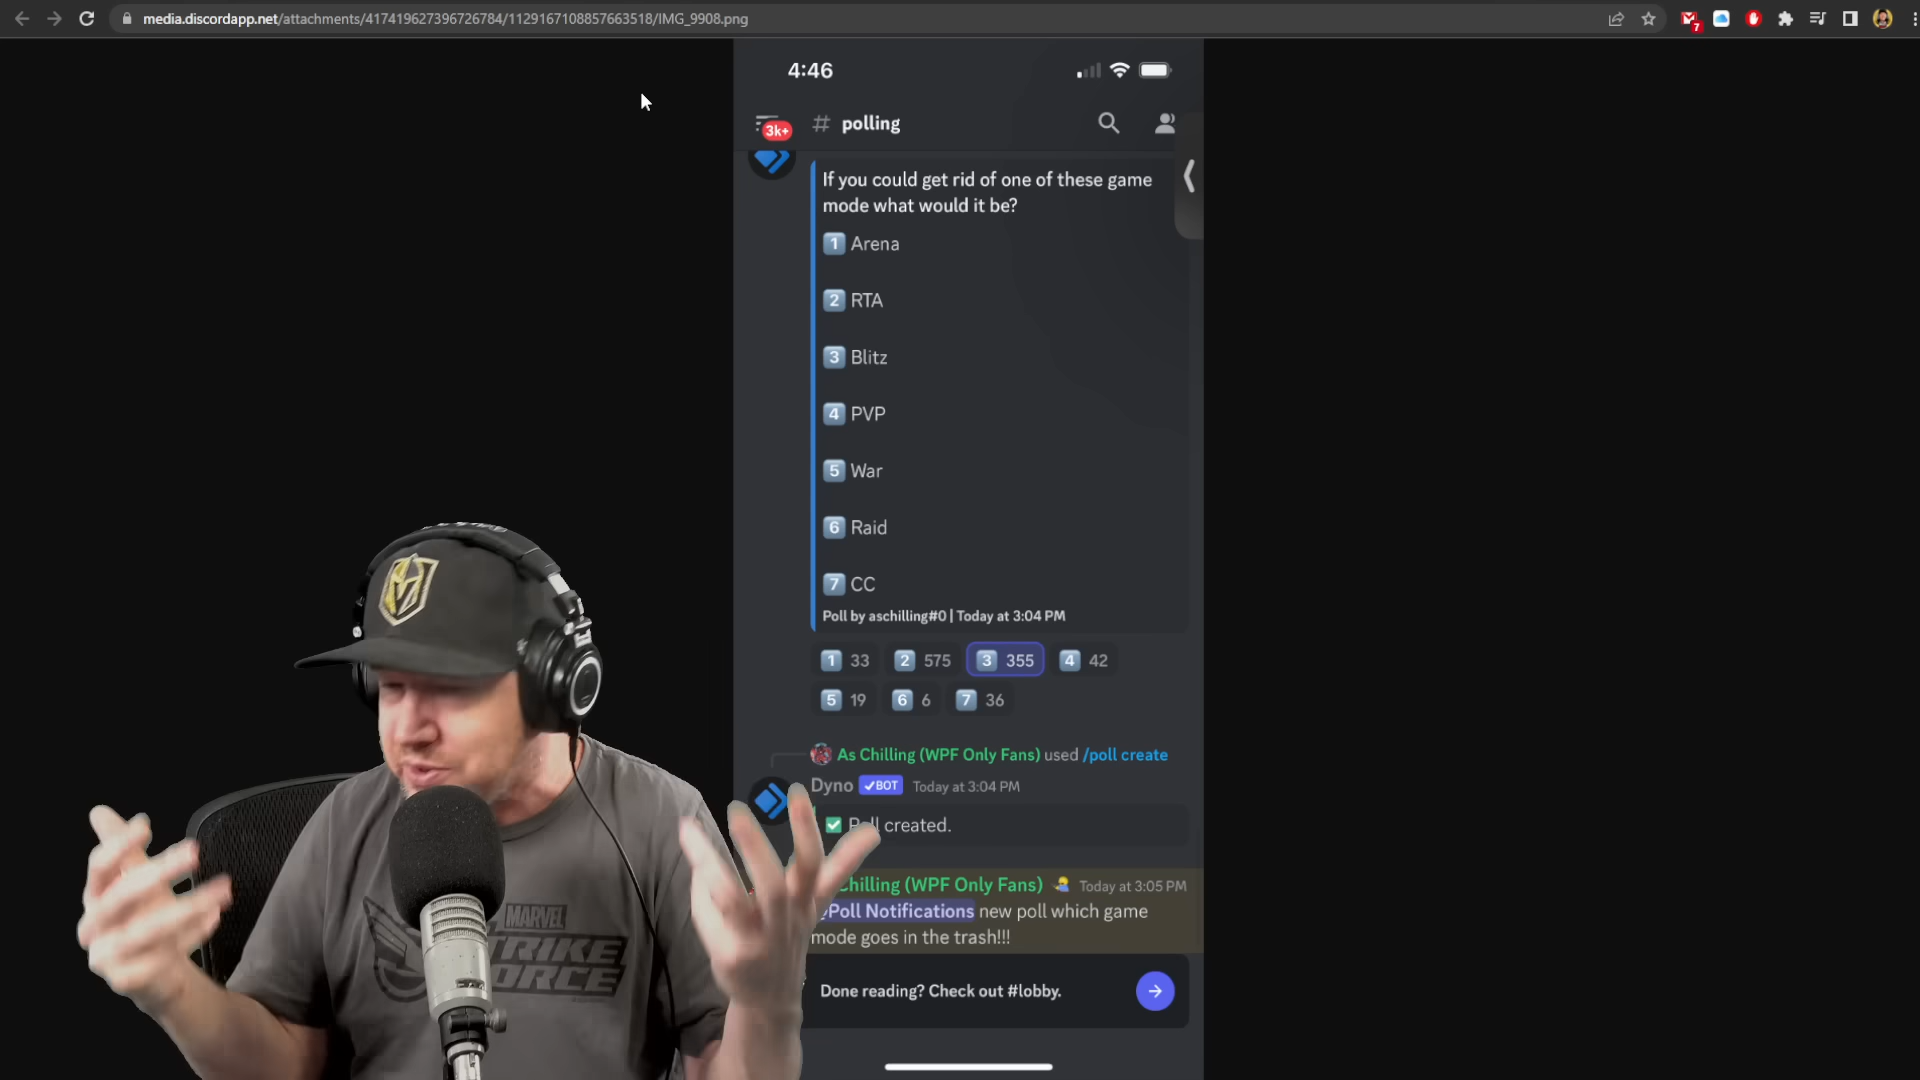 media.discordapp.net/attachments/417419627396726784/1129167108857663518/IMG_9908.png
7
4:46
3k+
# polling
If you could get rid of one of these game
mode what would it be?
1 Arena
2 RTA
3 Blitz
4 PVP
5 War
6 Raid
7 CC
Poll by aschilling#0 | Today at 3:04 PM
1 33 2 575 3 355 4 42
5 19 6 6 7 36
As Chilling (WPF Only Fans) used /poll create
Dyno ✓BOT Today at 3:04 PM
created.
Chilling (WPF Only Fans) Today at 3:05 PM
@Poll Notifications new poll which game
mode goes in the trash!!!
Done reading? Check out #lobby.
MARVEL
STRIKE
FORCE